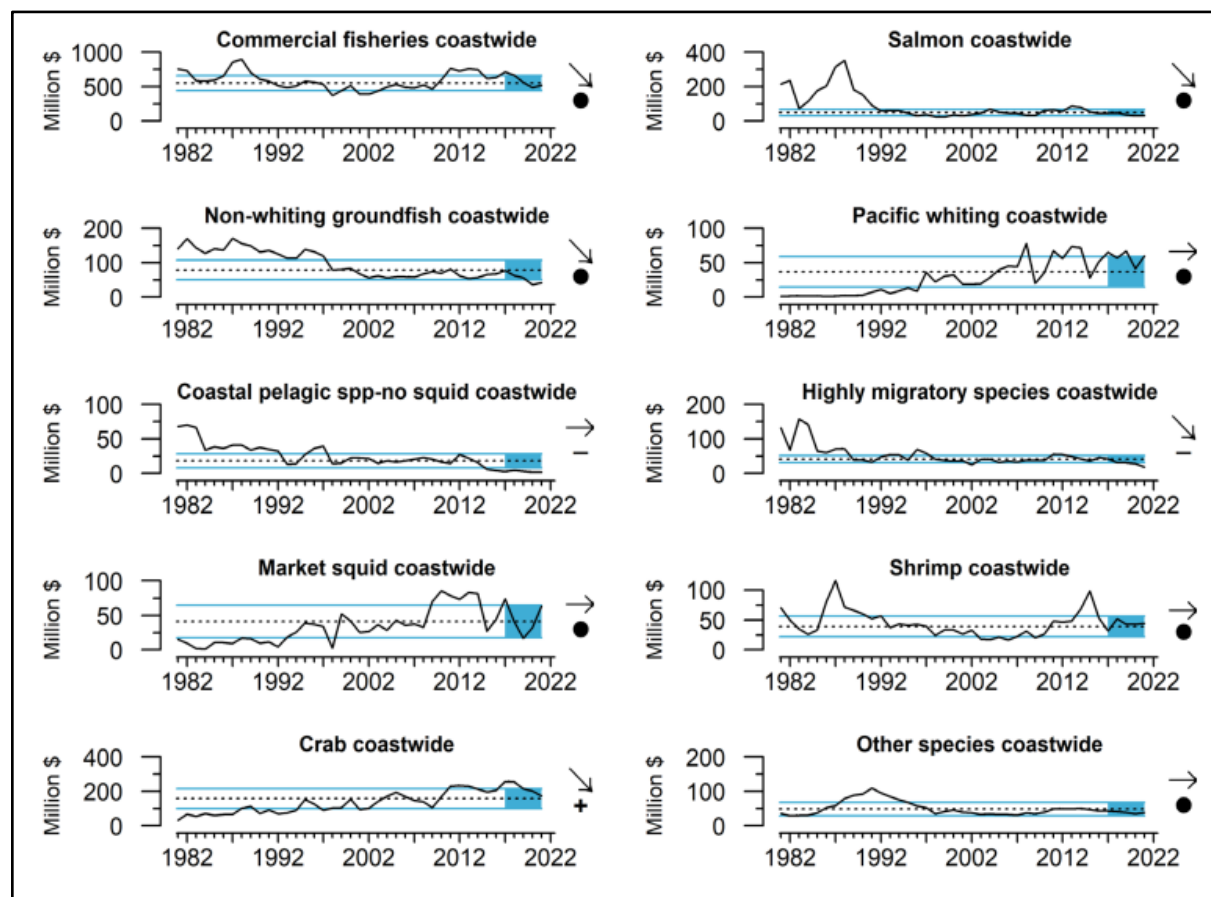 Commercial fisheries coastwide
Million $
1000
500
0
1982 1992 2002 2012 2022
Salmon coastwide
Million $
400
200
0
1982 1992 2002 2012 2022
Non-whiting groundfish coastwide
Million $
200
100
0
1982 1992 2002 2012 2022
Pacific whiting coastwide
Million $
100
50
0
1982 1992 2002 2012 2022
Coastal pelagic spp-no squid coastwide
Million $
100
50
0
1982 1992 2002 2012 2022
−
Highly migratory species coastwide
Million $
200
100
0
1982 1992 2002 2012 2022
−
Market squid coastwide
Million $
100
50
0
1982 1992 2002 2012 2022
Shrimp coastwide
Million $
100
50
0
1982 1992 2002 2012 2022
Crab coastwide
Million $
400
200
0
1982 1992 2002 2012 2022
+
Other species coastwide
Million $
200
100
0
1982 1992 2002 2012 2022